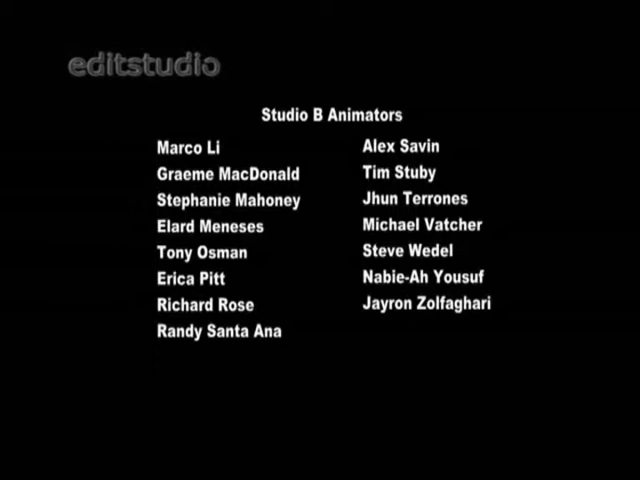 editstudio
Studio B Animators
Marco Li
Graeme MacDonald
Stephanie Mahoney
Elard Meneses
Tony Osman
Erica Pitt
Richard Rose
Randy Santa Ana
Alex Savin
Tim Stuby
Jhun Terrones
Michael Vatcher
Steve Wedel
Nabie-Ah Yousuf
Jayron Zolfaghari